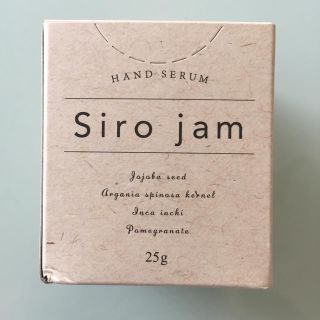 HAND SERUM
Siro jam
Jojoba seed
Argania spinosa kernel
Inca inchi
Pomegranate
25g